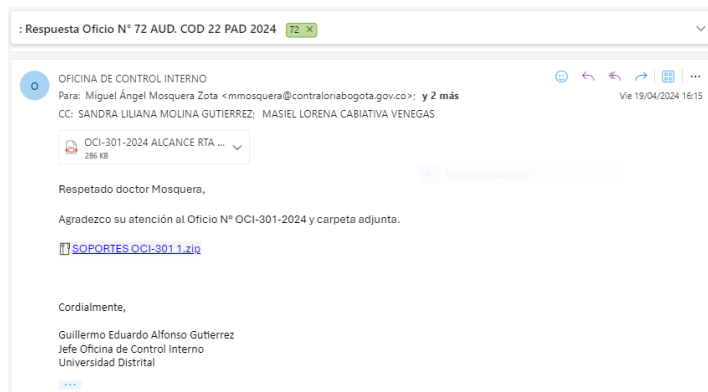 : Respuesta Oficio N° 72 AUD. COD 22 PAD 2024 72 ×
O
OFICINA DE CONTROL INTERNO
Para: Miguel Ángel Mosquera Zota <mmosquera@contraloriabogota.gov.co>; y 2 más
Vie 19/04/2024 16:15
CC: SANDRA LILIANA MOLINA GUTIERREZ; MASIEL LORENA CABIATIVA VENEGAS
OCI-301-2024 ALCANCE RTA ...
286 KB
Respetado doctor Mosquera,
Agradezco su atención al Oficio N° OCI-301-2024 y carpeta adjunta.
SOPORTES OCI-301 1.zip
Cordialmente,
Guillermo Eduardo Alfonso Gutierrez
Jefe Oficina de Control Interno
Universidad Distrital